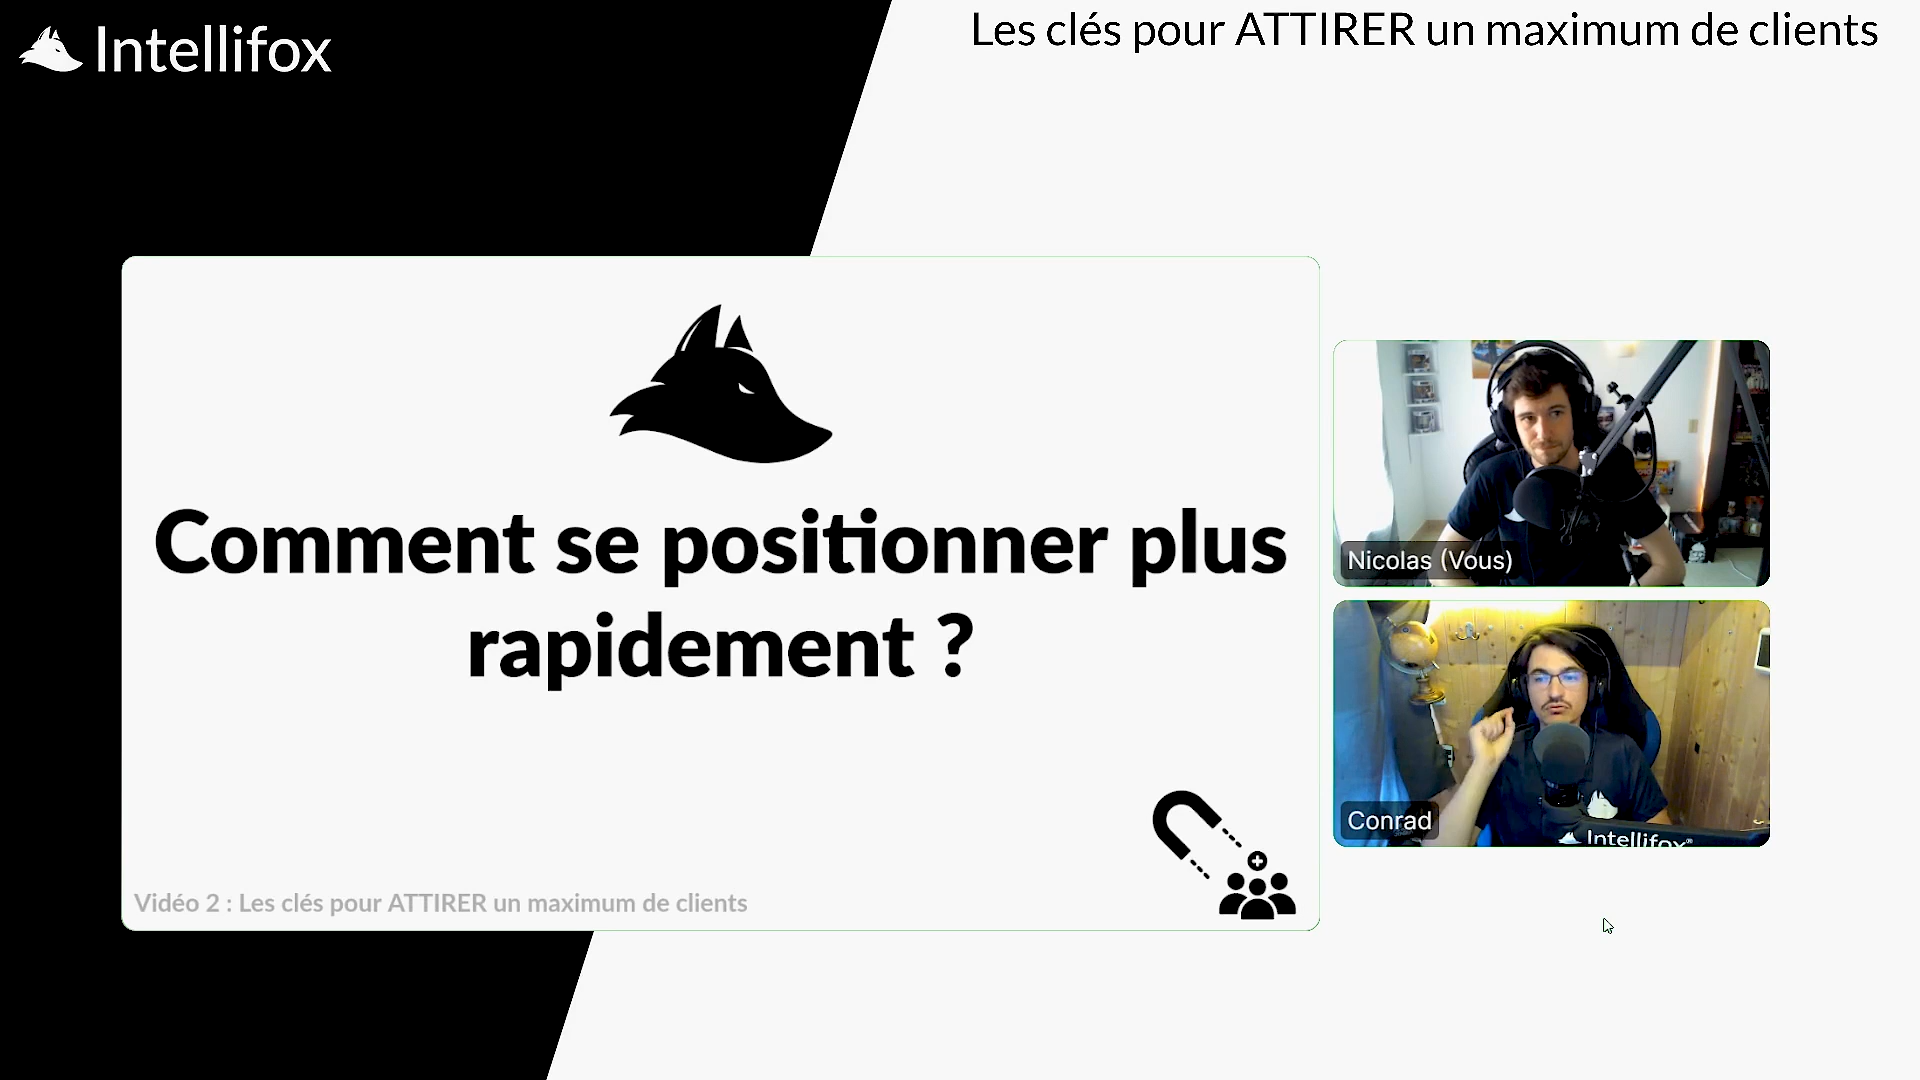 Intellifox
Les clés pour ATTIRER un maximum de clients
Comment se positionner plus
rapidement ?
Vidéo 2 : Les clés pour ATTIRER un maximum de clients
Nicolas (Vous)
Conrad
Intellifox